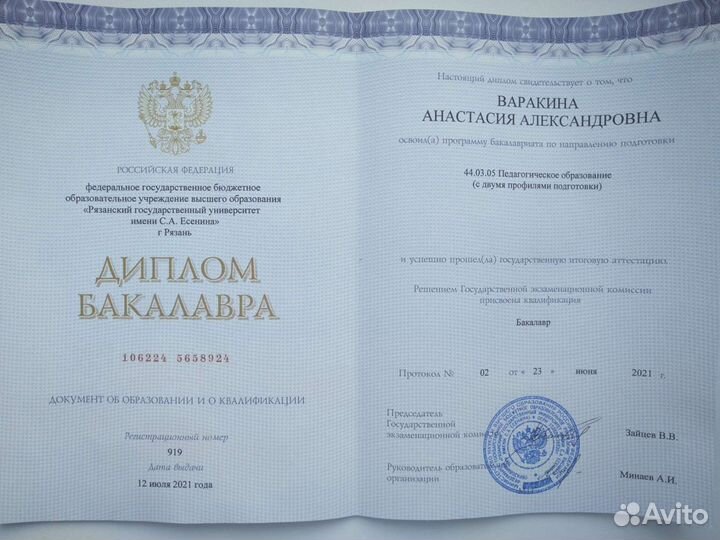 РОССИЙСКАЯ ФЕДЕРАЦИЯ
федеральное государственное бюджетное
образовательное учреждение высшего образования
«Рязанский государственный университет
имени С.А. Есенина»
г Рязань
ДИПЛОМ
БАКАЛАВРА
106224 5658924
ДОКУМЕНТ ОБ ОБРАЗОВАНИИ И О КВАЛИФИКАЦИИ
Регистрационный номер
919
Дата выдачи
12 июля 2021 года
Настоящий диплом свидетельствует о том, что
ВАРАКИНА
АНАСТАСИЯ АЛЕКСАНДРОВНА
освоил(а) программу бакалавриата по направлению подготовки
44.03.05 Педагогическое образование
(с двумя профилями подготовки)
и успешно прошел(ла) государственную итоговую аттестацию.
Решением Государственной экзаменационной комиссии
присвоена квалификация
Бакалавр
Протокол № 02 от « 23 » июня 2021 г.
Председатель
Государственной
экзаменационной Зайцев В.В.
Руководитель
организации Минаев А.И.
Avito